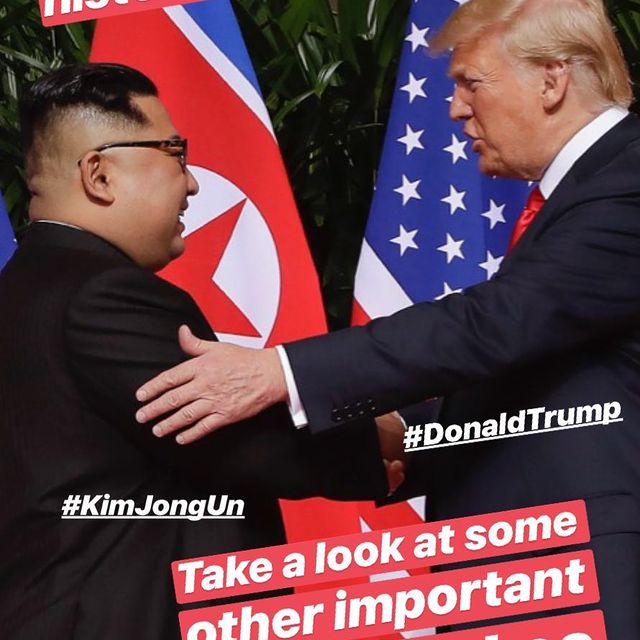 #DonaldTrump
#KimJongUn
Take a look at some
other important